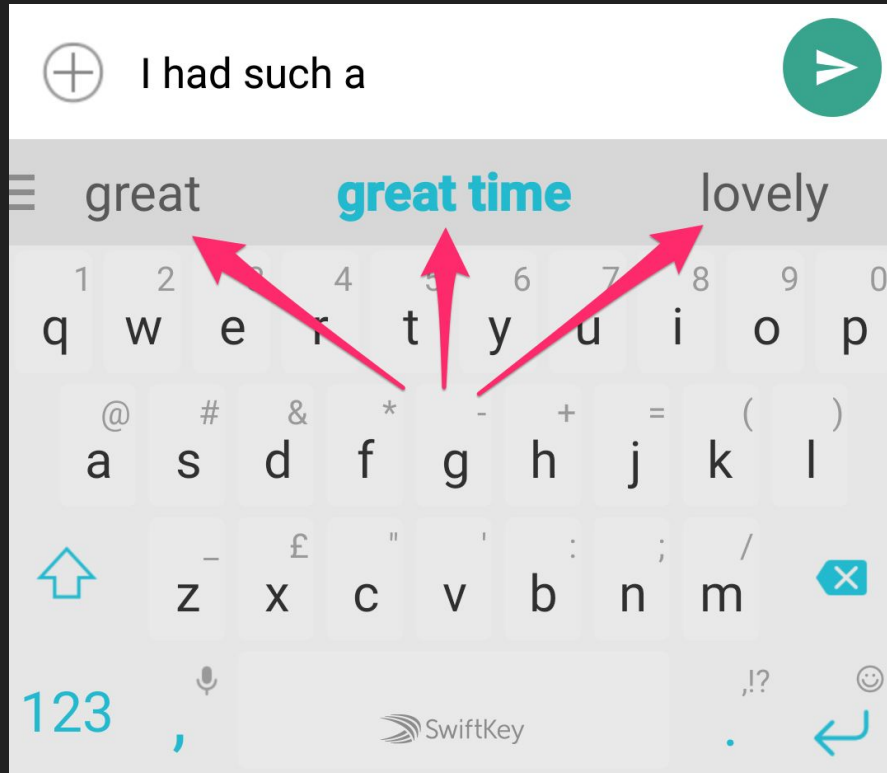 I had such a
great great time lovely
1 2 3 4 5 6 7 8 9 0
q w e r t y u i o p
@ # & * - + = ( )
a s d f g h j k l
_ £ " ' : ; /
z x c v b n m
,!?
123 , SwiftKey .